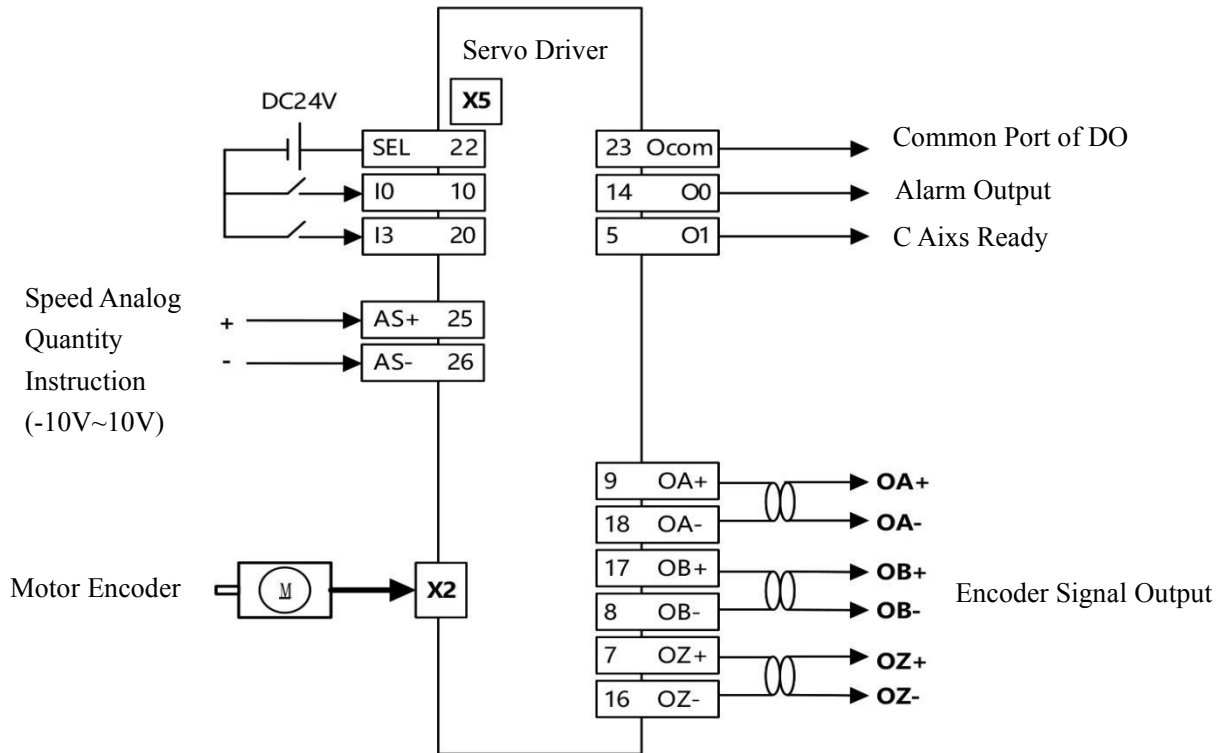 Servo Driver
X5
DC24V
SEL 22
I0 10
I3 20
23 Ocom
14 O0
5 O1
Common Port of DO
Alarm Output
C Aixs Ready
Speed Analog
Quantity
Instruction
(-10V~10V)
+
-
AS+ 25
AS- 26
9 OA+
18 OA-
17 OB+
8 OB-
7 OZ+
16 OZ-
OA+
OA-
OB+
OB-
OZ+
OZ-
Encoder Signal Output
Motor Encoder
M
X2